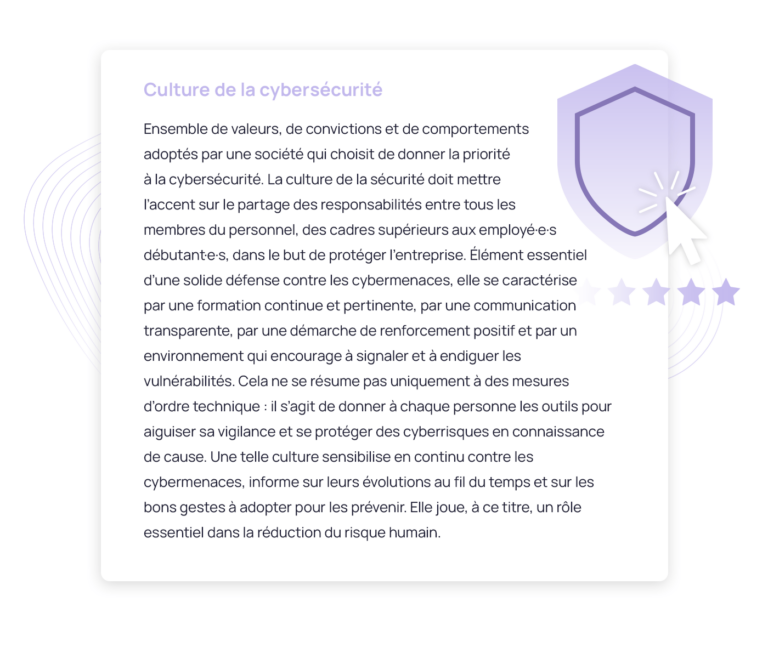 Culture de la cybersécurité
Ensemble de valeurs, de convictions et de comportements
adoptés par une société qui choisit de donner la priorité
à la cybersécurité. La culture de la sécurité doit mettre
l'accent sur le partage des responsabilités entre tous les
membres du personnel, des cadres supérieurs aux employé·e·s
débutant·e·s, dans le but de protéger l'entreprise. Élément essentiel
d'une solide défense contre les cybermenaces, elle se caractérise
par une formation continue et pertinente, par une communication
transparente, par une démarche de renforcement positif et par un
environnement qui encourage à signaler et à endiguer les
vulnérabilités. Cela ne se résume pas uniquement à des mesures
d'ordre technique : il s'agit de donner à chaque personne les outils pour
aiguiser sa vigilance et se protéger des cyberrisques en connaissance
de cause. Une telle culture sensibilise en continu contre les
cybermenaces, informe sur leurs évolutions au fil du temps et sur les
bons gestes à adopter pour les prévenir. Elle joue, à ce titre, un rôle
essentiel dans la réduction du risque humain.